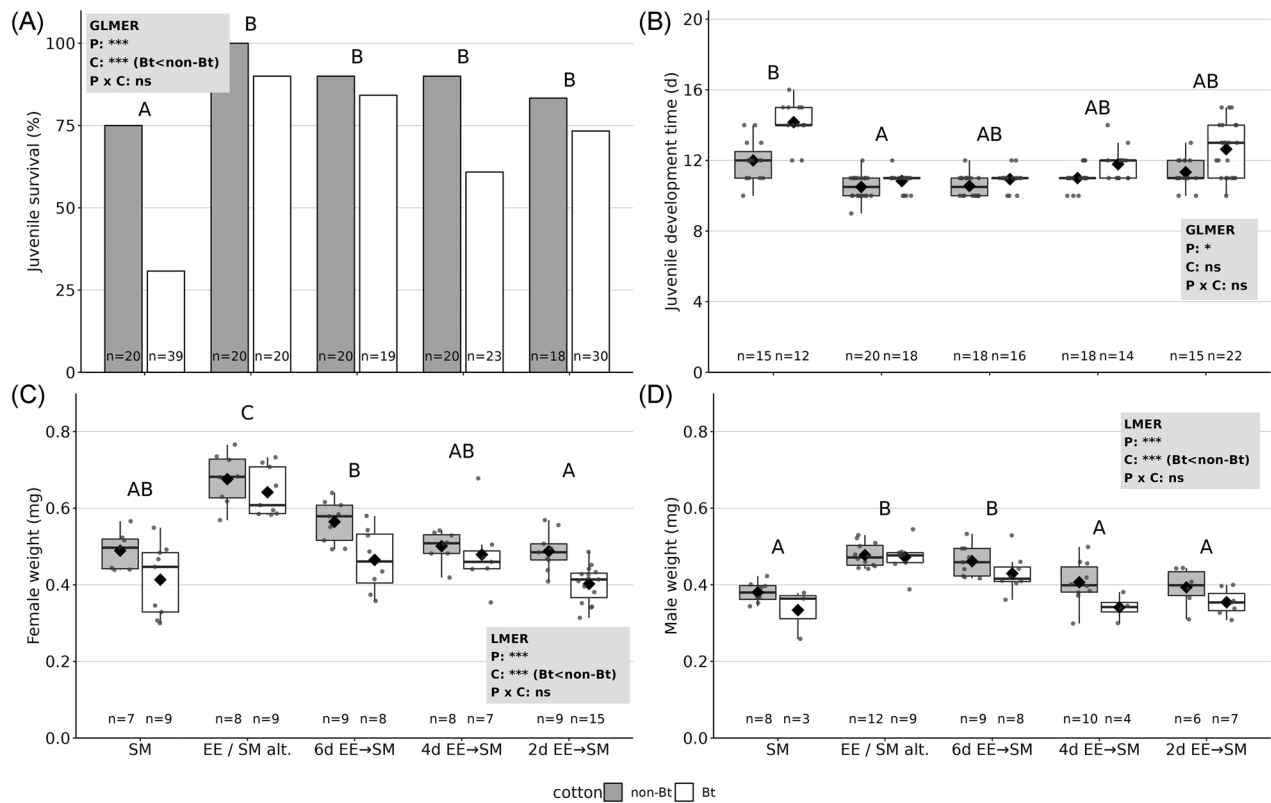 (A)
GLMER
P: ***
C: *** (Bt<non-Bt)
P x C: ns
A
B
B
B
B
Juvenile survival (%)
100
75
50
25
0
n=20 n=39 n=20 n=20 n=20 n=19 n=20 n=23 n=18 n=30
(B)
B
A
AB
AB
AB
Juvenile development time (d)
20
16
12
8
4
0
GLMER
P: *
C: ns
P x C: ns
n=15 n=12 n=20 n=18 n=18 n=16 n=18 n=14 n=15 n=22
(C)
AB
C
B
AB
A
Female weight (mg)
0.8
0.6
0.4
0.2
0.0
LMER
P: ***
C: *** (Bt<non-Bt)
P x C: ns
n=7 n=9 n=8 n=9 n=9 n=8 n=8 n=7 n=9 n=15
SM EE / SM alt. 6d EE→SM 4d EE→SM 2d EE→SM
(D)
LMER
P: ***
C: *** (Bt<non-Bt)
P x C: ns
A
B
B
A
A
Male weight (mg)
0.8
0.6
0.4
0.2
0.0
n=8 n=3 n=12 n=9 n=9 n=8 n=10 n=4 n=6 n=7
SM EE / SM alt. 6d EE→SM 4d EE→SM 2d EE→SM
cotton non-Bt Bt